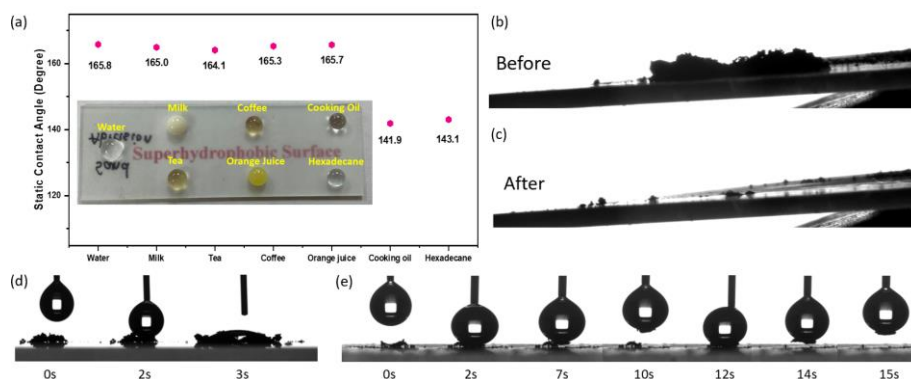 (a)
Static Contact Angle (Degree)
160
140
120
165.8
165.0
164.1
165.3
165.7
141.9
143.1
Milk
Coffee
Cooking Oil
Water
Superhydronhobic Surface
Sand
Tea
Orange Juice
Hexadecane
Water
Milk
Tea
Coffee
Orange juice
Cooking oil
Hexadecane
(b)
Before
(c)
After
(d)
0s
2s
3s
(e)
0s
2s
7s
10s
12s
14s
15s